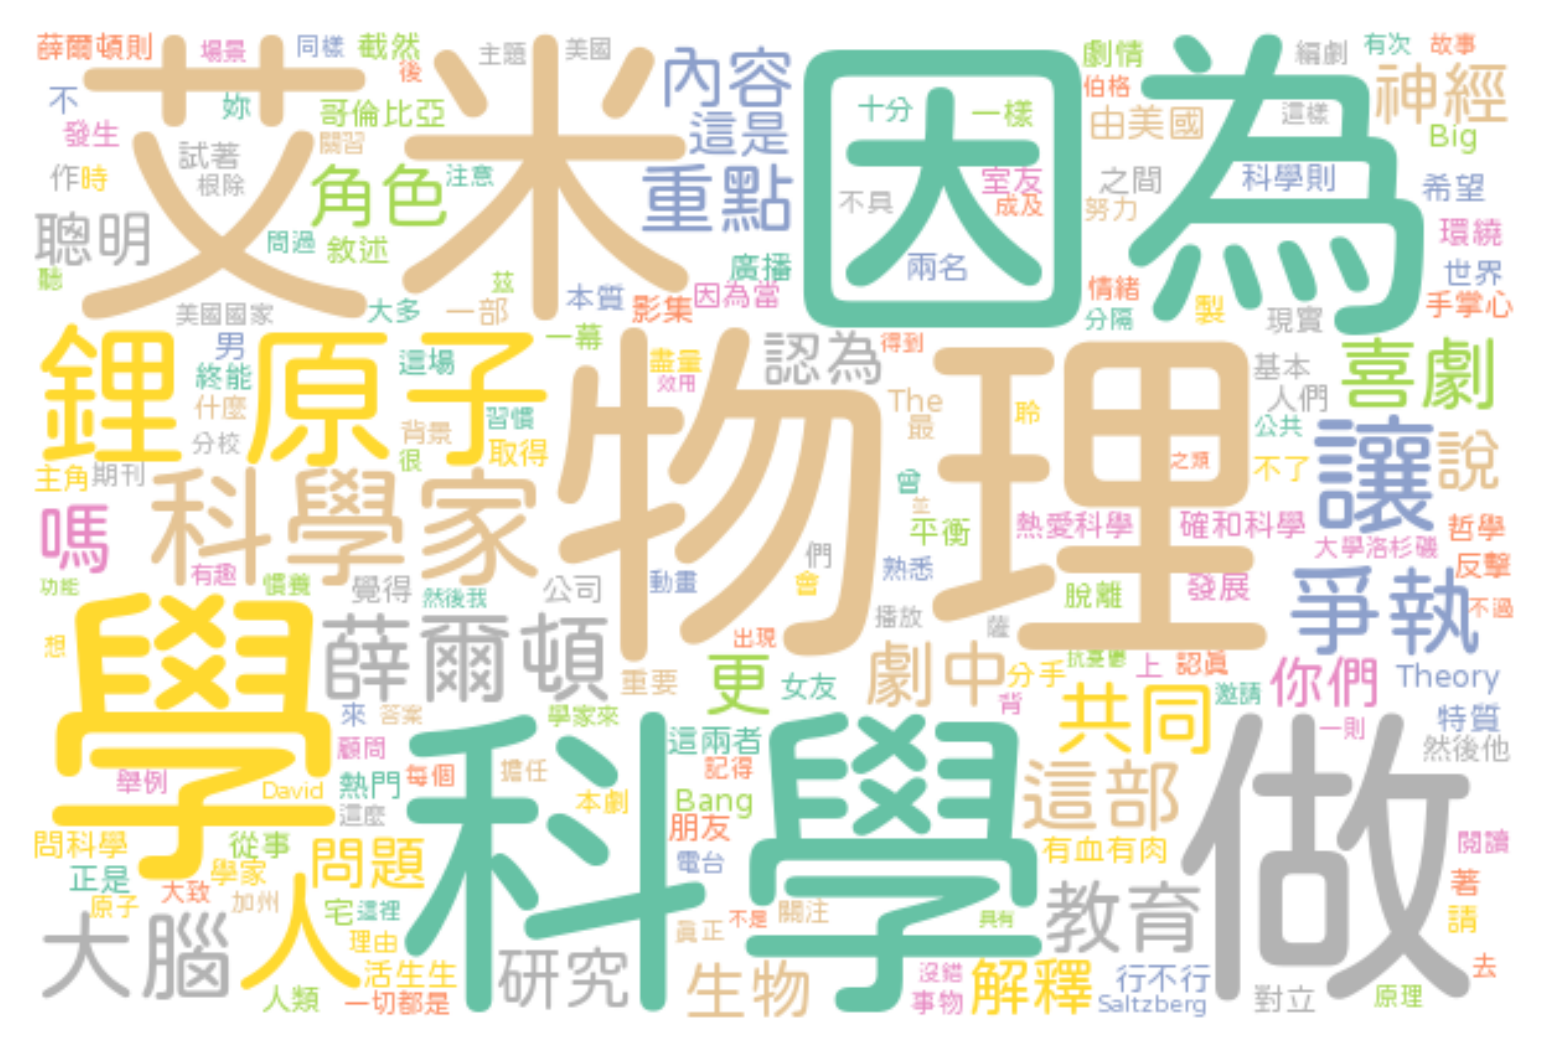 薛爾頓則
場景
同樣
截然
後
主題
美國
內容
劇情
伯格
編劇
有次
故事
不
妳
哥倫比亞
這是
十分
一樣
由美國
這樣
神經
Big
發生
關習
艾米
因為
作時
試著
根除
角色
注意
重點
不具
室友
成及
之間
努力
科學則
希望
聰明
問過
敘述
廣播
兩名
環繞
世界
聽
茲
本質
影集
因為當
情緒
分隔
製
現實
手掌心
美國國家
大多
一部
男
這場
一幕
盡量
效用
認為
得到
基本
人們
喜劇
鋰原子
終能
什麼
分校
背景
很
習慣
取得
The
最
聆
公共
物理
讓
說
主角
期刊
科學家
曾
並
之類
不了
嗎
平衡
熱愛科學
確和科學
大學洛杉磯
哲學
反擊
有趣
慣養
功能
覺得
然後我
公司
動畫
們
會
熟悉
脫離
發展
爭執
不過
學
想
薛爾頓
播放
薩
出現
重要
更
女友
劇中
分手
抗憂鬱
上
認真
你們
Theory
邀請
背
來
答案
學家來
共同
一則
特質
然後他
顧問
這兩者
記得
舉例
David
熱門
每個
擔任
本劇
Bang
科學
這部
做
這麼
朋友
問科學
從事
問題
電台
有血有肉
閱讀
正是
大致
學家
原子
加州
人
宅
這裡
理由
真正
不是
關注
具有
教育
著
請
大腦
活生生
研究
生物
沒錯
事物
解釋
行不行
Saltzberg
去
人類
一切都是
對立
原理